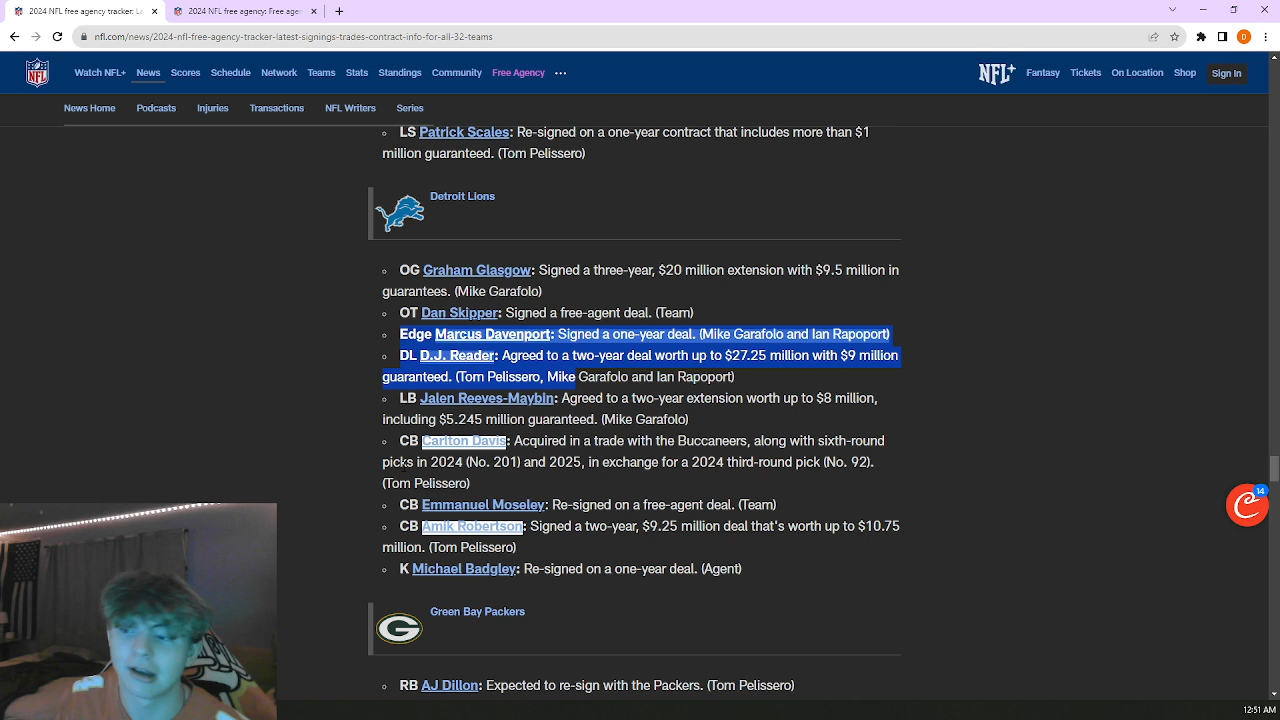 2024 NFL free agency tracker: La
2024 NFL free agency: Free age
nfl.com/news/2024-nfl-free-agency-tracker-latest-signings-trades-contract-info-for-all-32-teams
D
NFL
Watch NFL+ News Scores Schedule Network Teams Stats Standings Community Free Agency ...
NFL+ Fantasy Tickets On Location Shop Sign In
News Home Podcasts Injuries Transactions NFL Writers Series
LS Patrick Scales: Re-signed on a one-year contract that includes more than $1
million guaranteed. (Tom Pelissero)
Detroit Lions
OG Graham Glasgow: Signed a three-year, $20 million extension with $9.5 million in
guarantees. (Mike Garafolo)
OT Dan Skipper: Signed a free-agent deal. (Team)
Edge Marcus Davenport: Signed a one-year deal. (Mike Garafolo and Ian Rapoport)
DL D.J. Reader: Agreed to a two-year deal worth up to $27.25 million with $9 million
guaranteed. (Tom Pelissero, Mike Garafolo and Ian Rapoport)
LB Jalen Reeves-Maybin: Agreed to a two-year extension worth up to $8 million,
including $5.245 million guaranteed. (Mike Garafolo)
CB Carlton Davis: Acquired in a trade with the Buccaneers, along with sixth-round
picks in 2024 (No. 201) and 2025, in exchange for a 2024 third-round pick (No. 92).
(Tom Pelissero)
CB Emmanuel Moseley: Re-signed on a free-agent deal. (Team)
CB Amik Robertson: Signed a two-year, $9.25 million deal that's worth up to $10.75
million. (Tom Pelissero)
K Michael Badgley: Re-signed on a one-year deal. (Agent)
14
Green Bay Packers
G
RB AJ Dillon: Expected to re-sign with the Packers. (Tom Pelissero)
12:51 AM